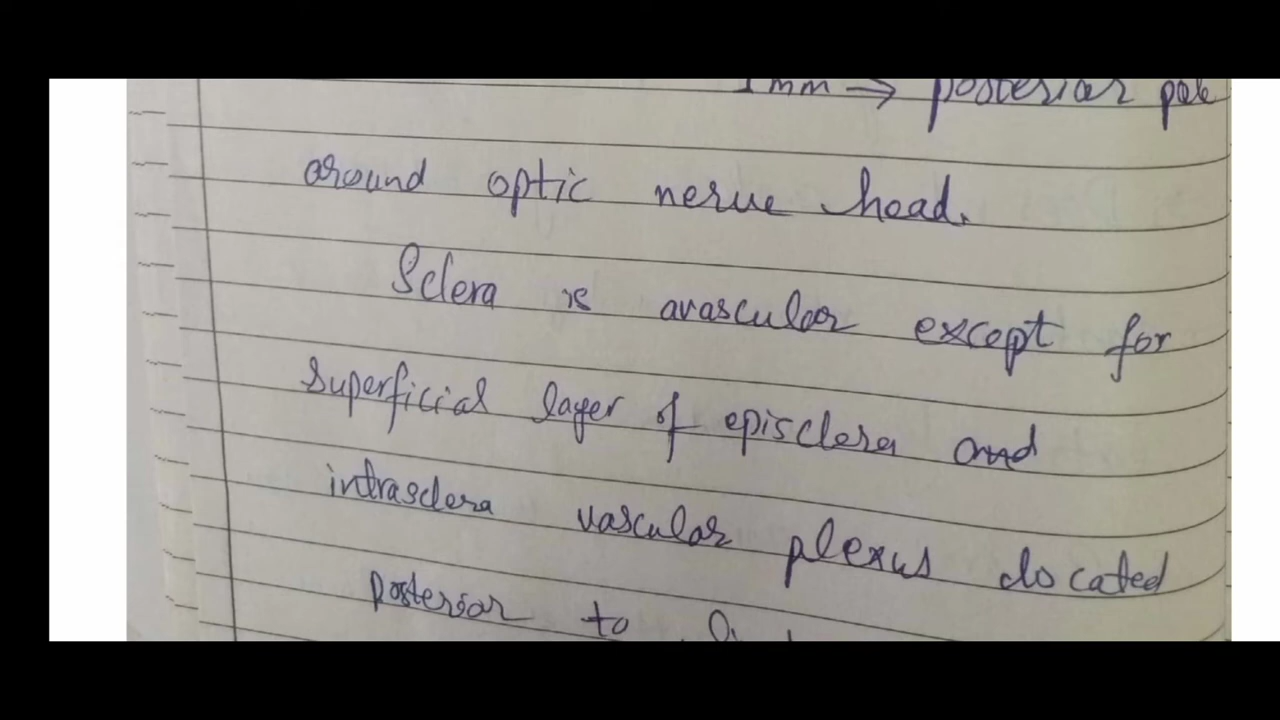 1mm → posterior pole
around optic nerve head.
Sclera is avascular except for
superficial layer of episclera and
intrasclera vascular plexus located
posterior to